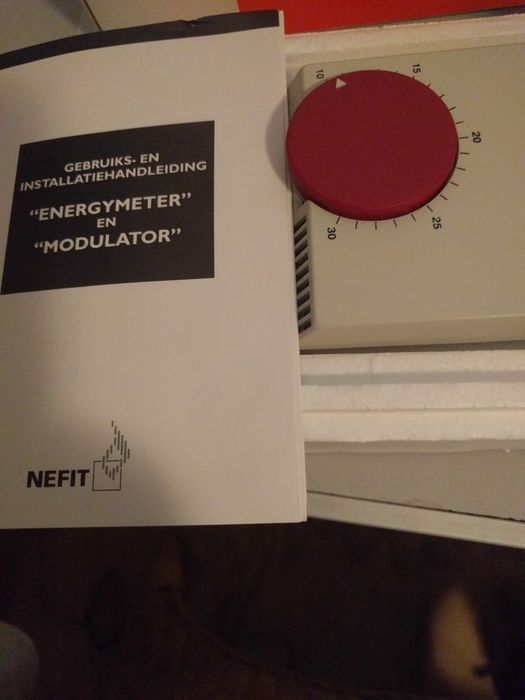 GEBRUIKS- EN
INSTALLATIEHANDLEIDING
"ENERGYMETER"
EN
"MODULATOR"
NEFIT
10
15
20
25
30